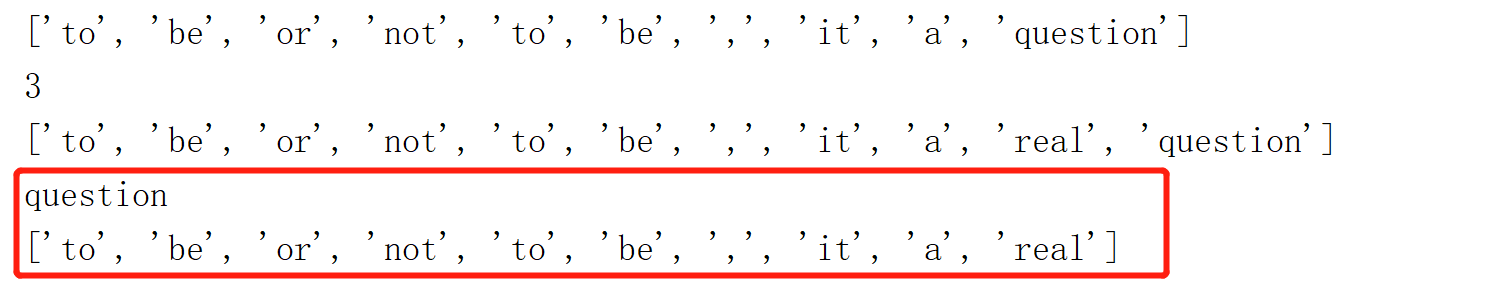 ['to', 'be', 'or', 'not', 'to', 'be', ',', 'it', 'a', 'question']
3
['to', 'be', 'or', 'not', 'to', 'be', ',', 'it', 'a', 'real', 'question']
question
['to', 'be', 'or', 'not', 'to', 'be', ',', 'it', 'a', 'real']